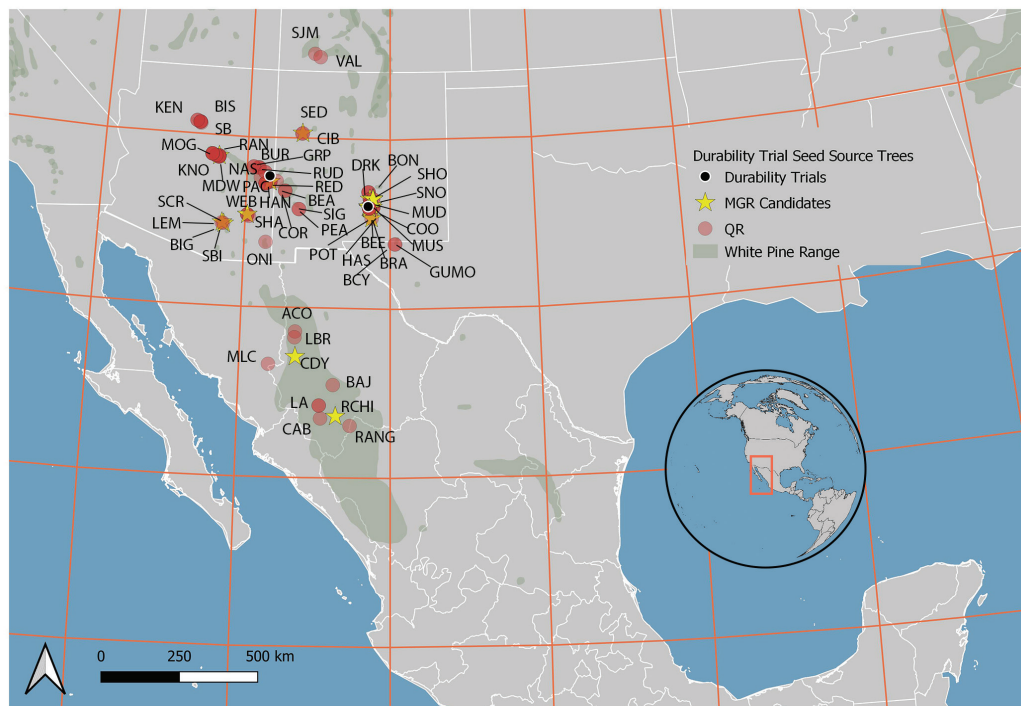 SJM
VAL
KEN
BIS
SED
SB
CIB
MOG
RAN
BUR
GRP
KNO
NAS
RUD
MDW
PAC
RED
DRK
BON
SHO
SNO
SCR
WEB
HAN
BEA
MUD
LEM
SHA
SIG
COO
BIG
COR
PEA
MUS
SBI
ONI
POT
BEE
HAS
BRA
BCY
GUMO
Durability Trial Seed Source Trees
Durability Trials
MGR Candidates
QR
White Pine Range
ACO
LBR
MLC
CDY
BAJ
LA
RCHI
CAB
RANG
0 250 500 km